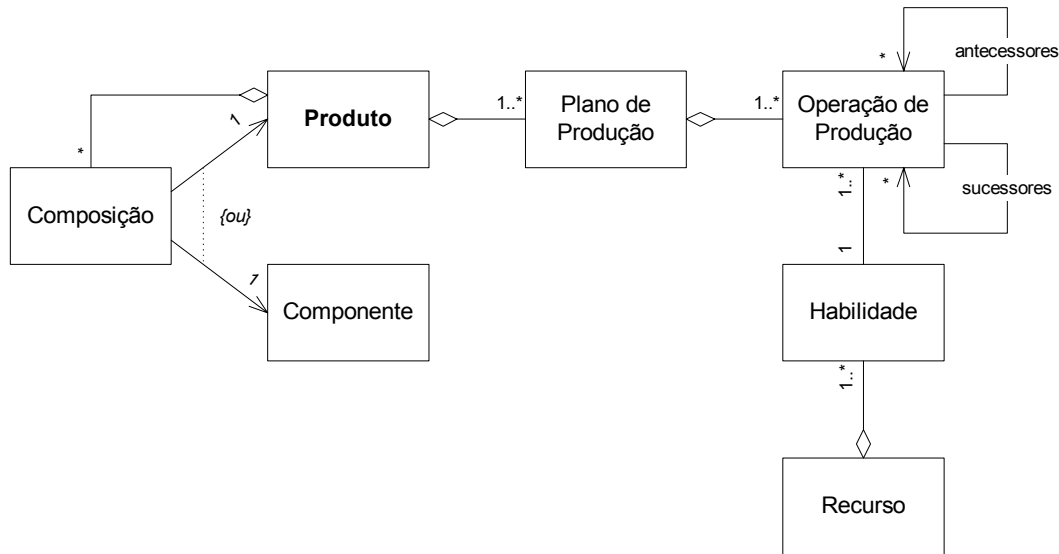 *
antecessores
1..*
1..*
Produto
Plano de
Produção
Operação de
Produção
1
*
1..*
*
sucessores
Composição
{ou}
1
1
Componente
Habilidade
1..*
Recurso